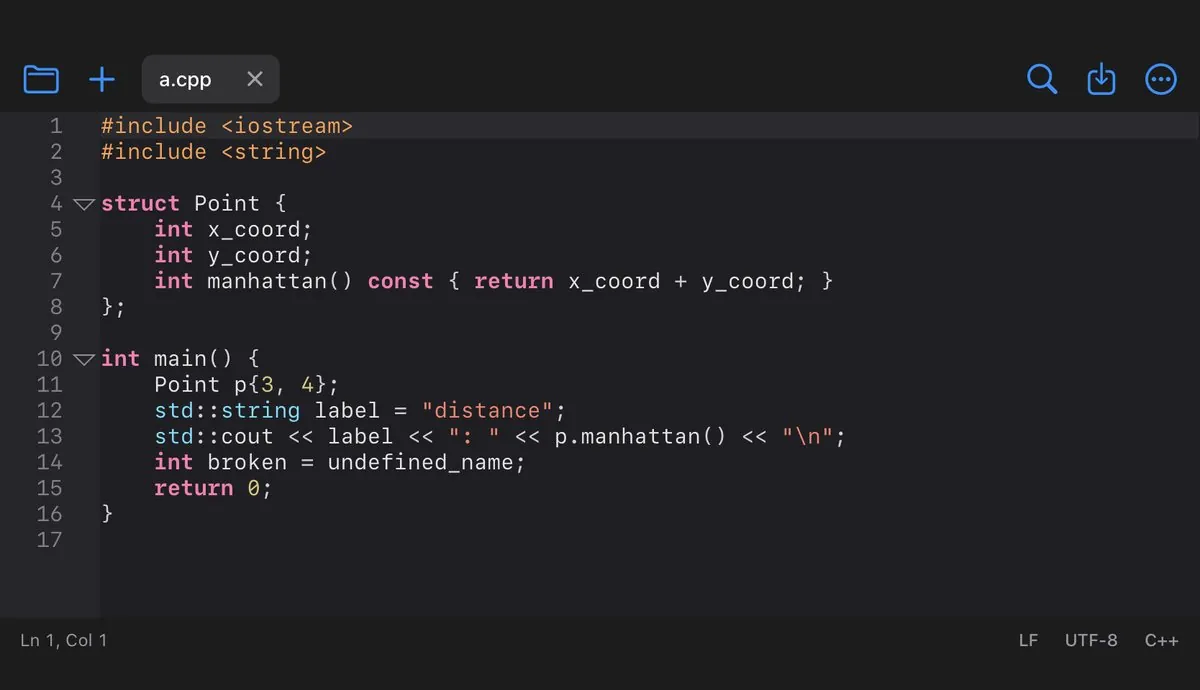 a.cpp
1 #include <iostream>
2 #include <string>
3
4 struct Point {
5     int x_coord;
6     int y_coord;
7     int manhattan() const { return x_coord + y_coord; }
8 };
9
10 int main() {
11     Point p{3, 4};
12     std::string label = "distance";
13     std::cout << label << ": " << p.manhattan() << "\n";
14     int broken = undefined_name;
15     return 0;
16 }
17
Ln 1, Col 1 LF UTF-8 C++